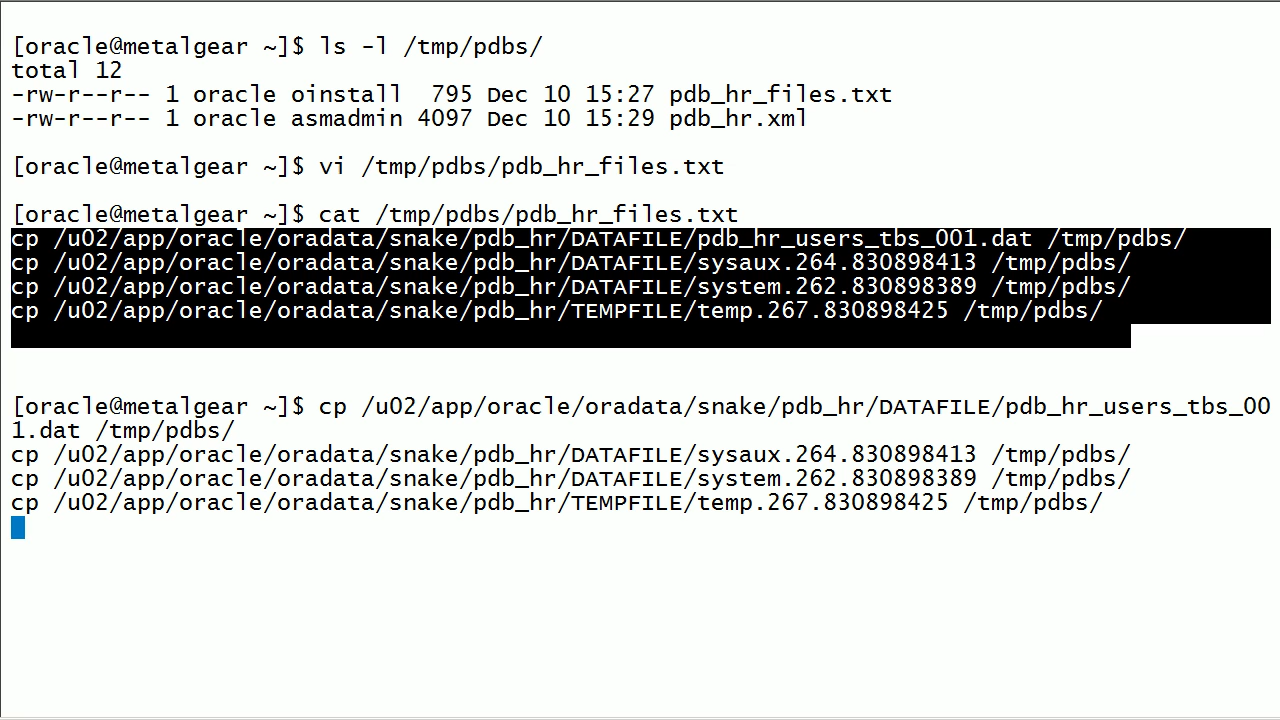 [oracle@metalgear ~]$ ls -l /tmp/pdbs/
total 12
-rw-r--r-- 1 oracle oinstall  795 Dec 10 15:27 pdb_hr_files.txt
-rw-r--r-- 1 oracle asmadmin 4097 Dec 10 15:29 pdb_hr.xml
[oracle@metalgear ~]$ vi /tmp/pdbs/pdb_hr_files.txt
[oracle@metalgear ~]$ cat /tmp/pdbs/pdb_hr_files.txt
cp /u02/app/oracle/oradata/snake/pdb_hr/DATAFILE/pdb_hr_users_tbs_001.dat /tmp/pdbs/
cp /u02/app/oracle/oradata/snake/pdb_hr/DATAFILE/sysaux.264.830898413 /tmp/pdbs/
cp /u02/app/oracle/oradata/snake/pdb_hr/DATAFILE/system.262.830898389 /tmp/pdbs/
cp /u02/app/oracle/oradata/snake/pdb_hr/TEMPFILE/temp.267.830898425 /tmp/pdbs/
[oracle@metalgear ~]$ cp /u02/app/oracle/oradata/snake/pdb_hr/DATAFILE/pdb_hr_users_tbs_00
1.dat /tmp/pdbs/
cp /u02/app/oracle/oradata/snake/pdb_hr/DATAFILE/sysaux.264.830898413 /tmp/pdbs/
cp /u02/app/oracle/oradata/snake/pdb_hr/DATAFILE/system.262.830898389 /tmp/pdbs/
cp /u02/app/oracle/oradata/snake/pdb_hr/TEMPFILE/temp.267.830898425 /tmp/pdbs/